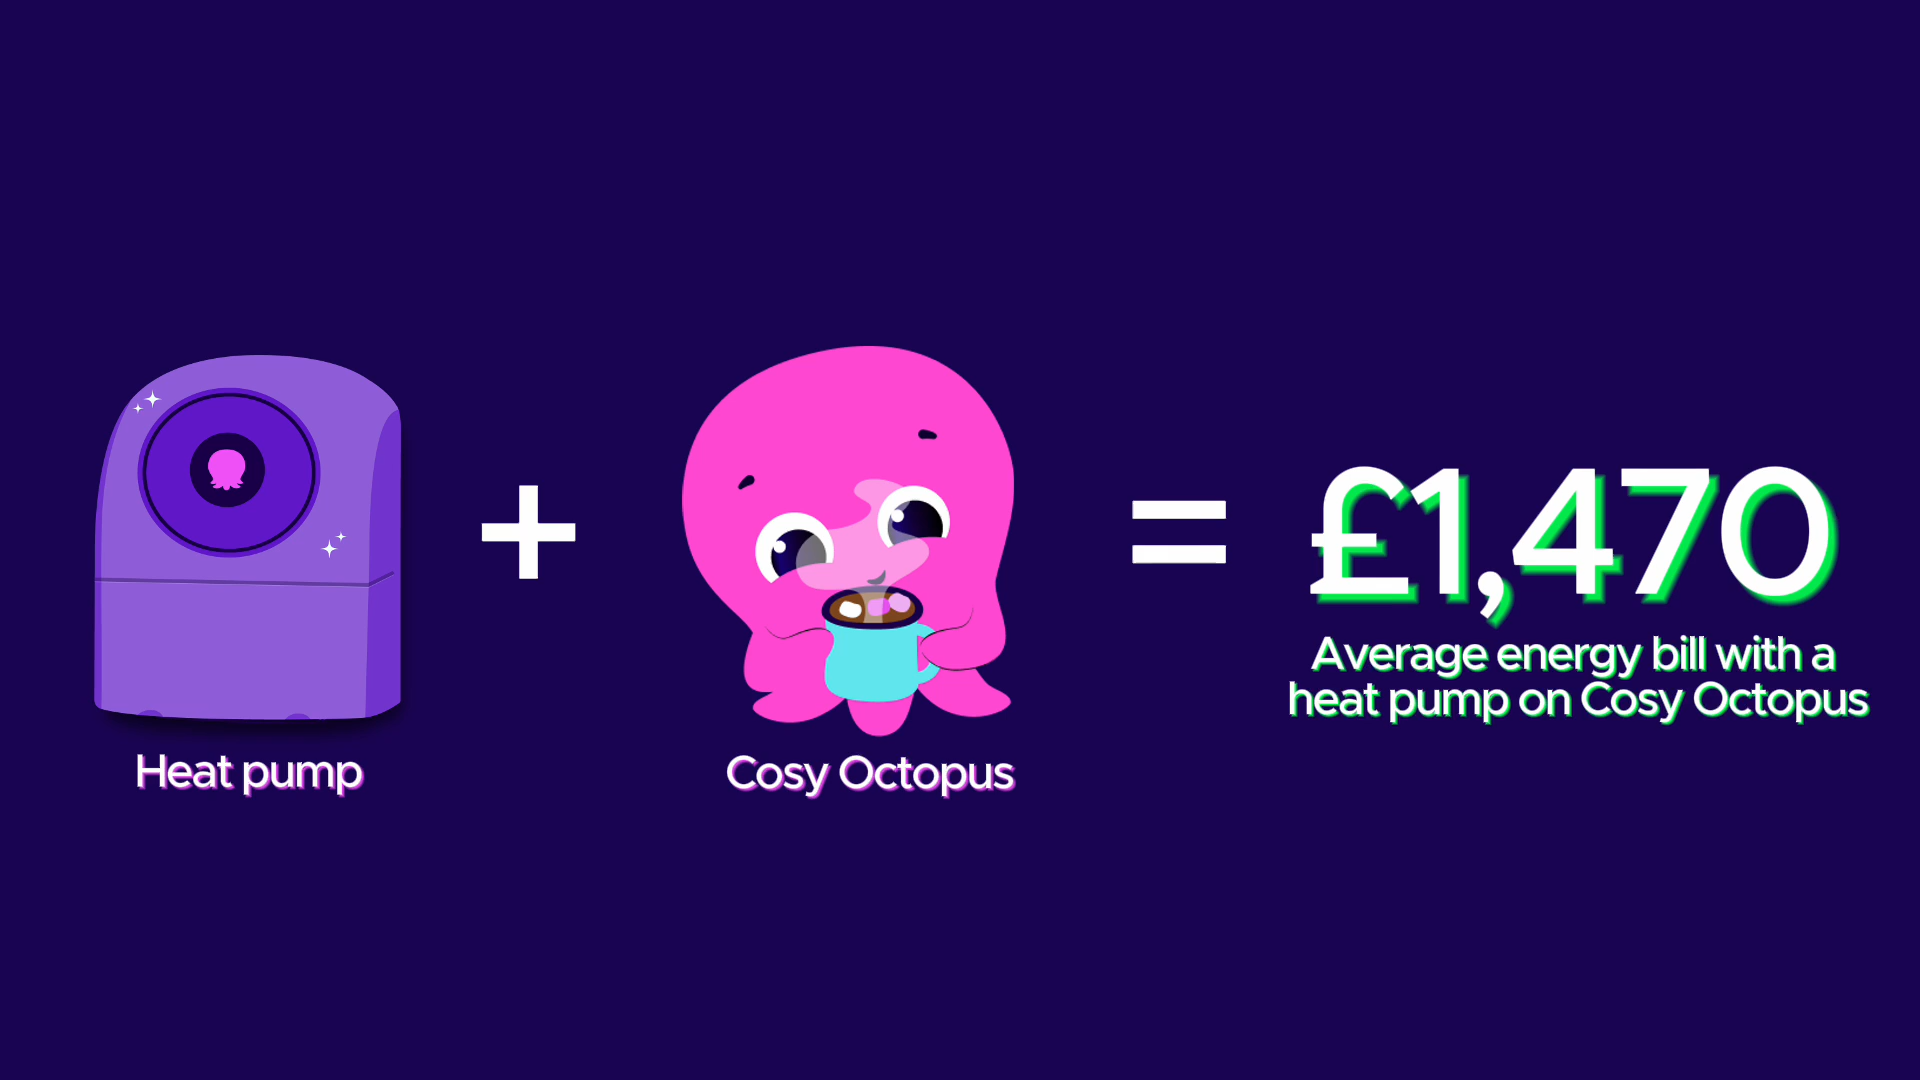 Heat pump
+
Cosy Octopus
=
£1,470
Average energy bill with a
heat pump on Cosy Octopus